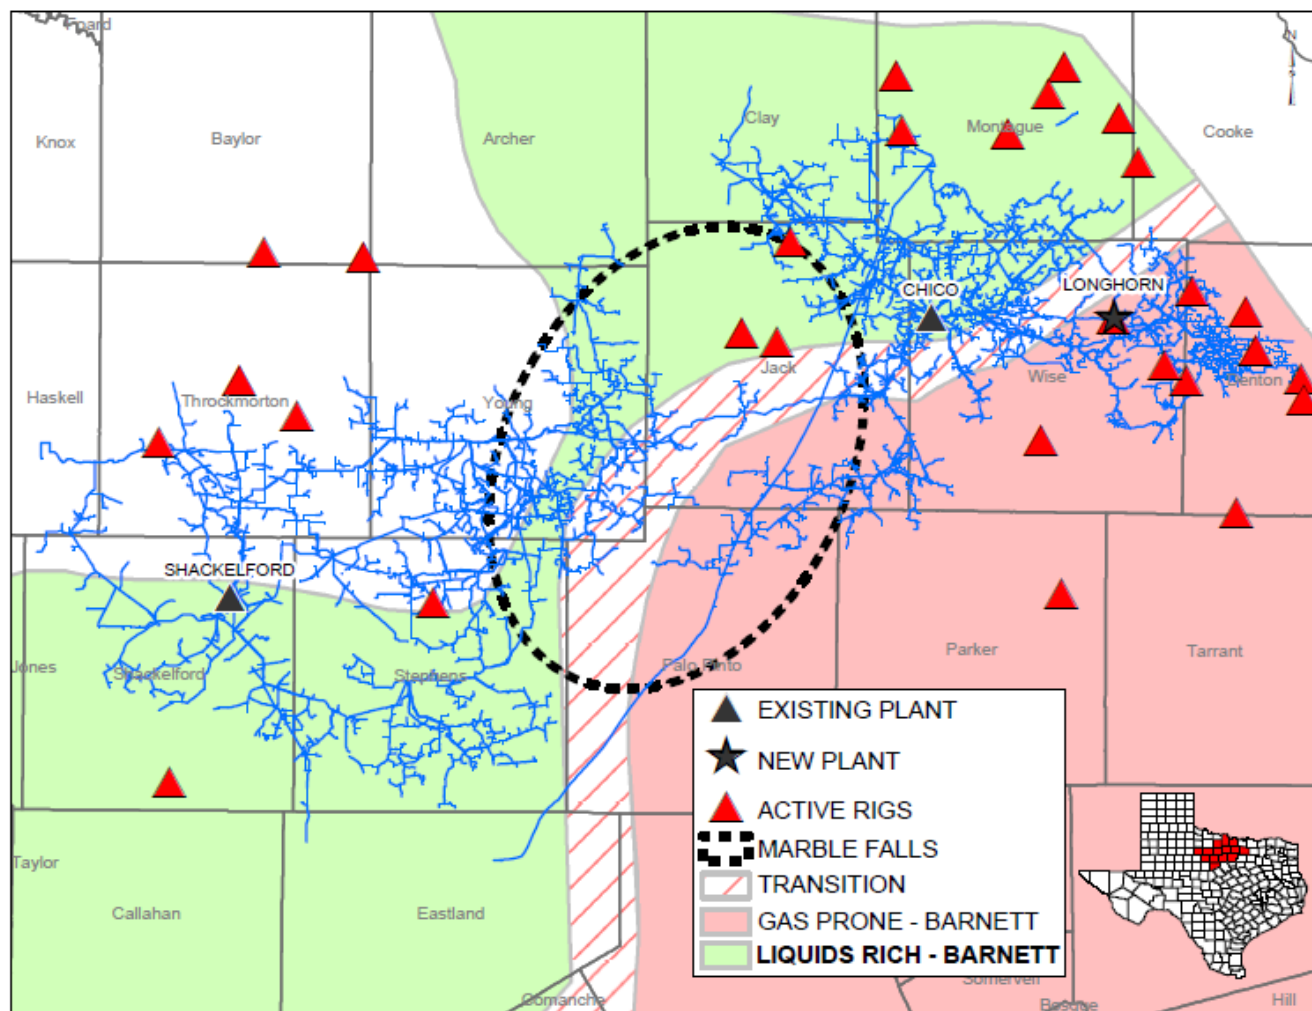 Foard
N
S
Clay
Montague
Cooke
Knox
Baylor
Archer
CHICO
LONGHORN
Jack
Wise
Denton
Haskell
Throckmorton
Young
SHACKELFORD
Jones
Shackelford
Stephens
Palo Pinto
Parker
Tarrant
EXISTING PLANT
NEW PLANT
ACTIVE RIGS
MARBLE FALLS
TRANSITION
GAS PRONE - BARNETT
LIQUIDS RICH - BARNETT
Taylor
Callahan
Eastland
Comanche
Somervell
Bosque
Hill